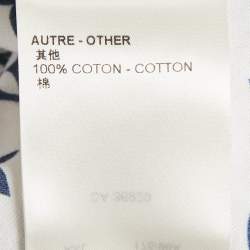 AUTRE - OTHER
其他
100% COTON - COTTON
棉